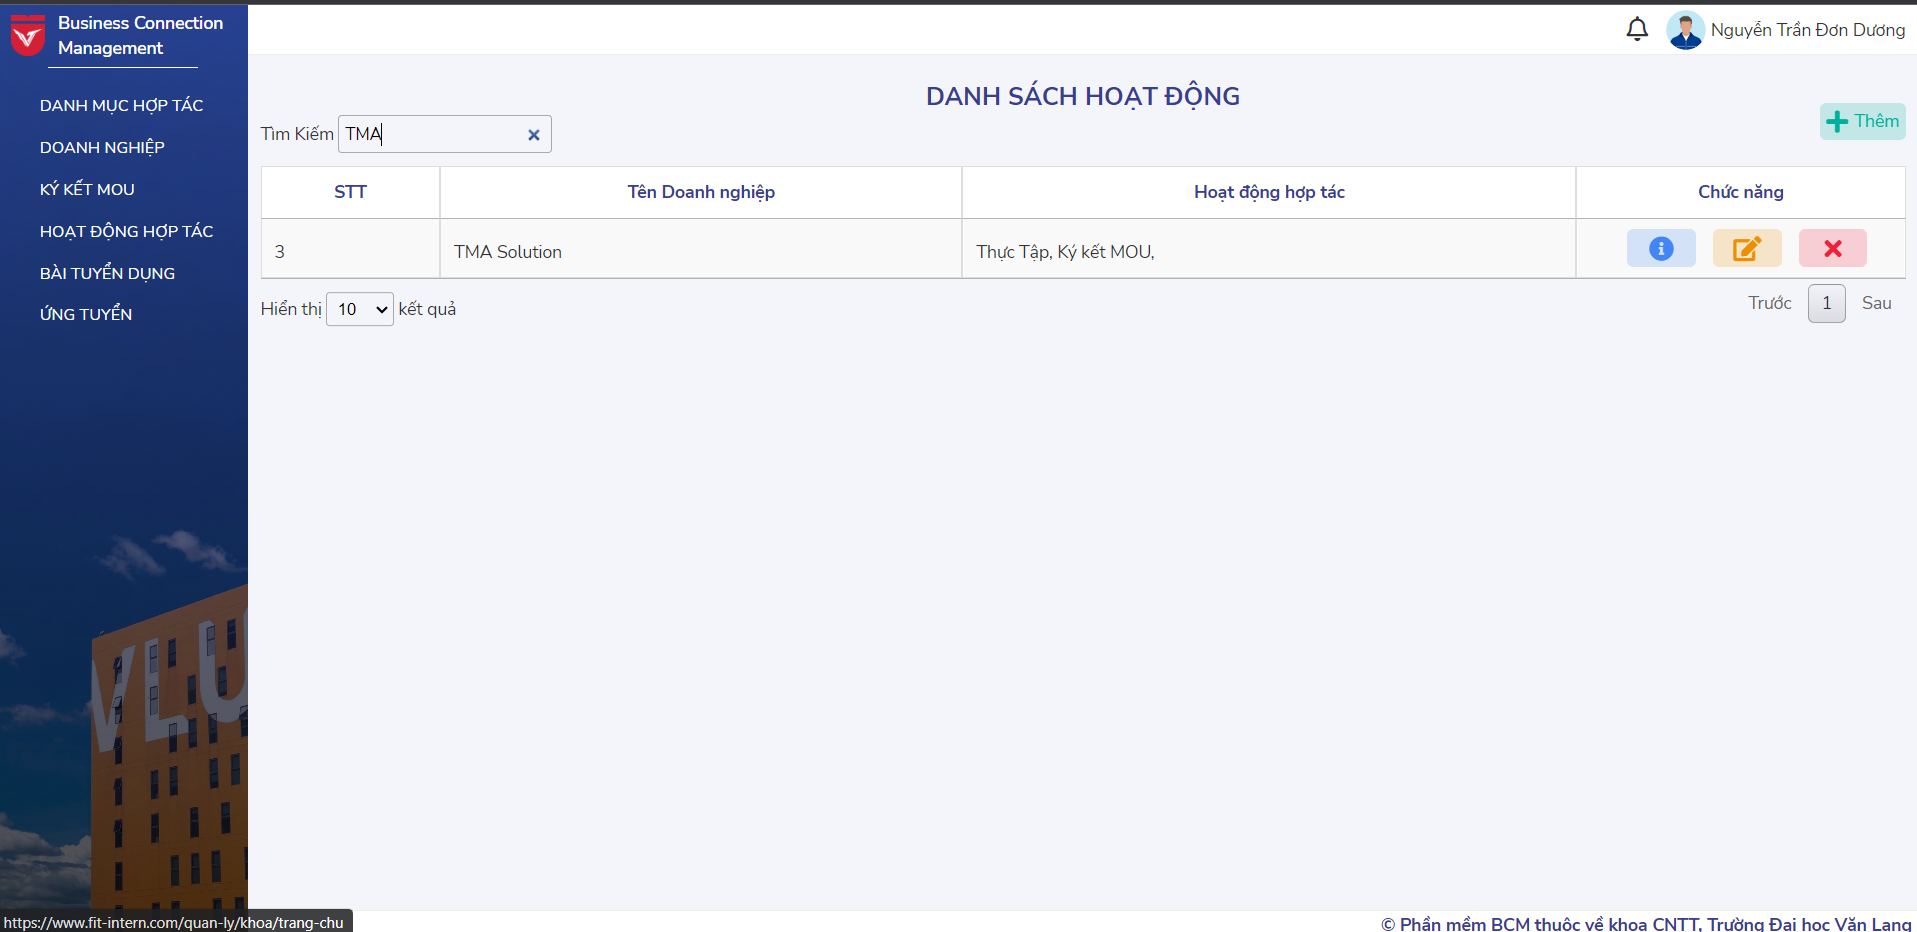 Business Connection
Management
DANH MỤC HỢP TÁC
DOANH NGHIỆP
KÝ KẾT MOU
HOẠT ĐỘNG HỢP TÁC
BÀI TUYỂN DỤNG
ỨNG TUYỂN
VLU
https://www.fit-intern.com/quan-ly/khoa/trang-chu
Nguyễn Trần Đơn Dương
DANH SÁCH HOẠT ĐỘNG
Tìm Kiếm TMA
Thêm
STT Tên Doanh nghiệp Hoạt động hợp tác Chức năng
3 TMA Solution Thực Tập, Ký kết MOU,
Hiển thị 10 kết quả Trước 1 Sau
© Phần mềm BCM thuộc về khoa CNTT, Trường Đại học Văn Lang